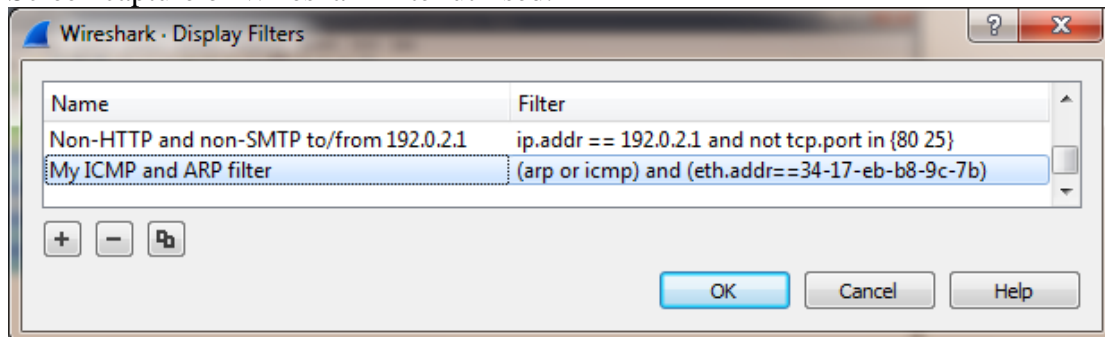 Wireshark · Display Filters
Name Filter
Non-HTTP and non-SMTP to/from 192.0.2.1 ip.addr == 192.0.2.1 and not tcp.port in {80 25}
My ICMP and ARP filter (arp or icmp) and (eth.addr==34-17-eb-b8-9c-7b)
OK Cancel Help